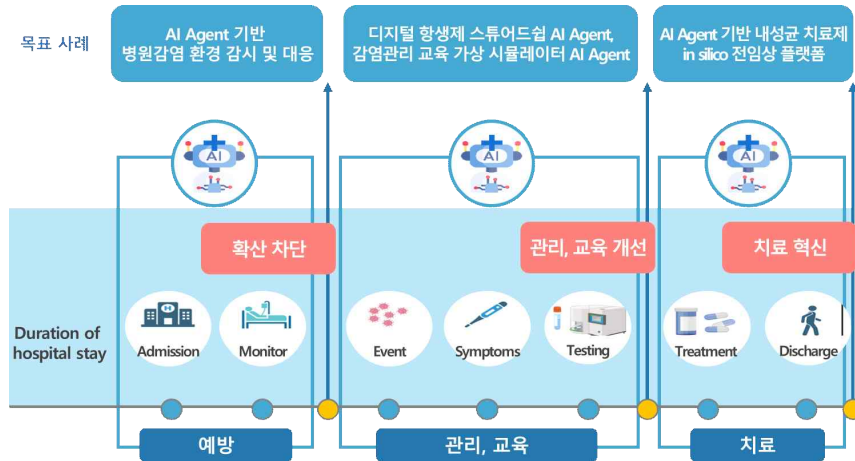 목표 사례
AI Agent 기반
병원감염 환경 감시 및 대응
디지털 항생제 스튜어드쉽 AI Agent,
감염관리 교육 가상 시뮬레이터 AI Agent
AI Agent 기반 내성균 치료제
in silico 전임상 플랫폼
AI
AI
AI
확산 차단
관리, 교육 개선
치료 혁신
Duration of
hospital stay
H
Admission
Monitor
Event
Symptoms
Testing
Treatment
Discharge
예방
관리, 교육
치료